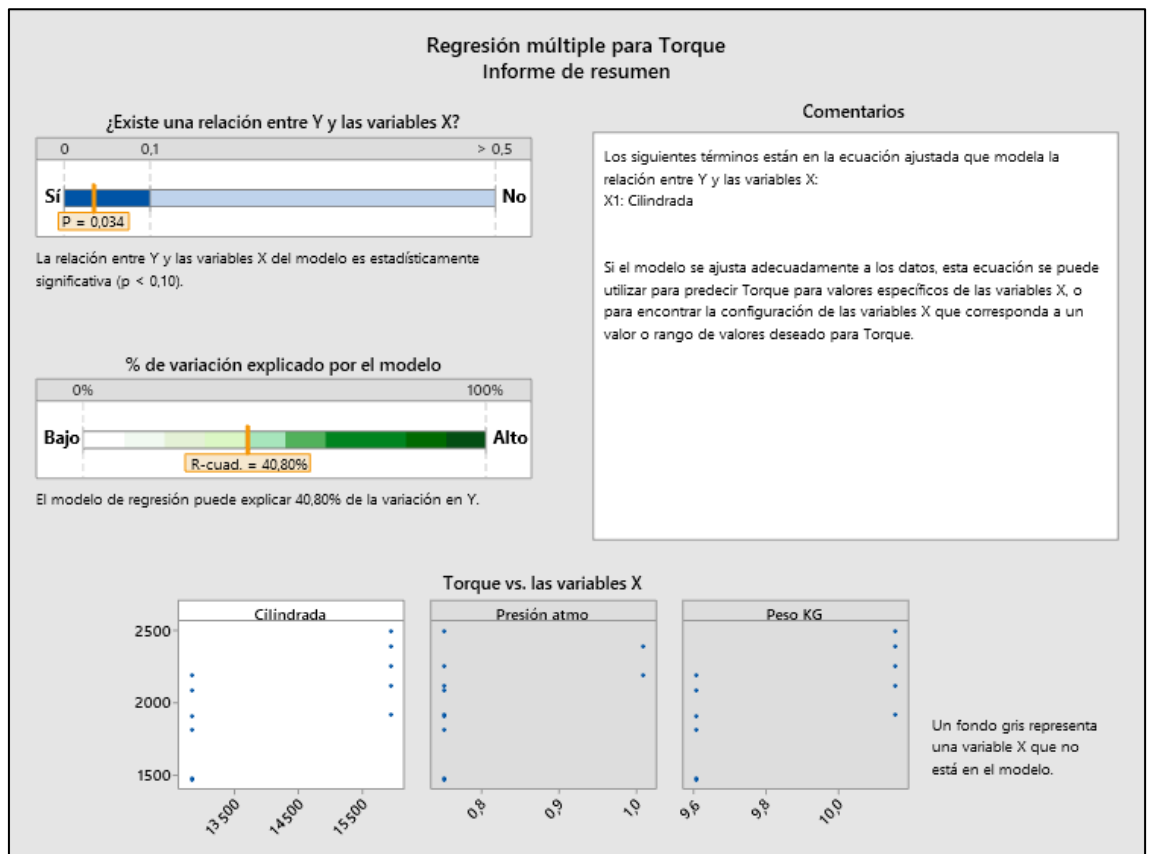 Regresión múltiple para Torque
Informe de resumen
¿Existe una relación entre Y y las variables X?
0 0,1 > 0,5
Sí No
P = 0,034
La relación entre Y y las variables X del modelo es estadísticamente
significativa (p < 0,10).
% de variación explicado por el modelo
0% 100%
Bajo Alto
R-cuad. = 40,80%
El modelo de regresión puede explicar 40,80% de la variación en Y.
Comentarios
Los siguientes términos están en la ecuación ajustada que modela la
relación entre Y y las variables X:
X1: Cilindrada
Si el modelo se ajusta adecuadamente a los datos, esta ecuación se puede
utilizar para predecir Torque para valores específicos de las variables X, o
para encontrar la configuración de las variables X que corresponda a un
valor o rango de valores deseado para Torque.
Torque vs. las variables X
Cilindrada Presión atmo Peso KG
2500
2000
1500
13500 14500 15500 0,8 0,9 1,0 9,6 9,8 10,0
Un fondo gris representa
una variable X que no
está en el modelo.